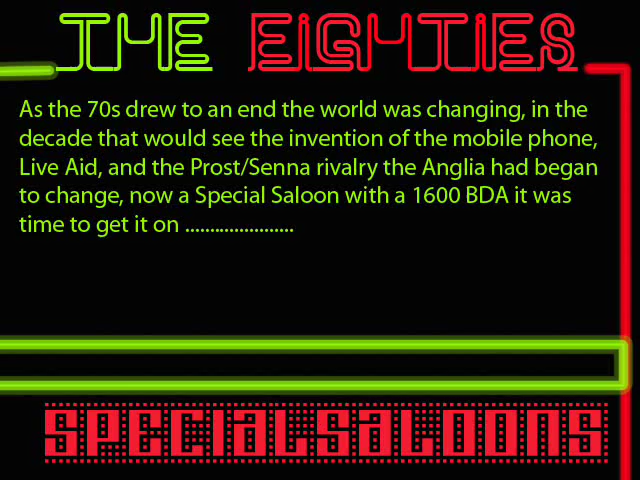 THE EIGHTIES
As the 70s drew to an end the world was changing, in the
decade that would see the invention of the mobile phone,
Live Aid, and the Prost/Senna rivalry the Anglia had began
to change, now a Special Saloon with a 1600 BDA it was
time to get it on ......................
specialsaloons